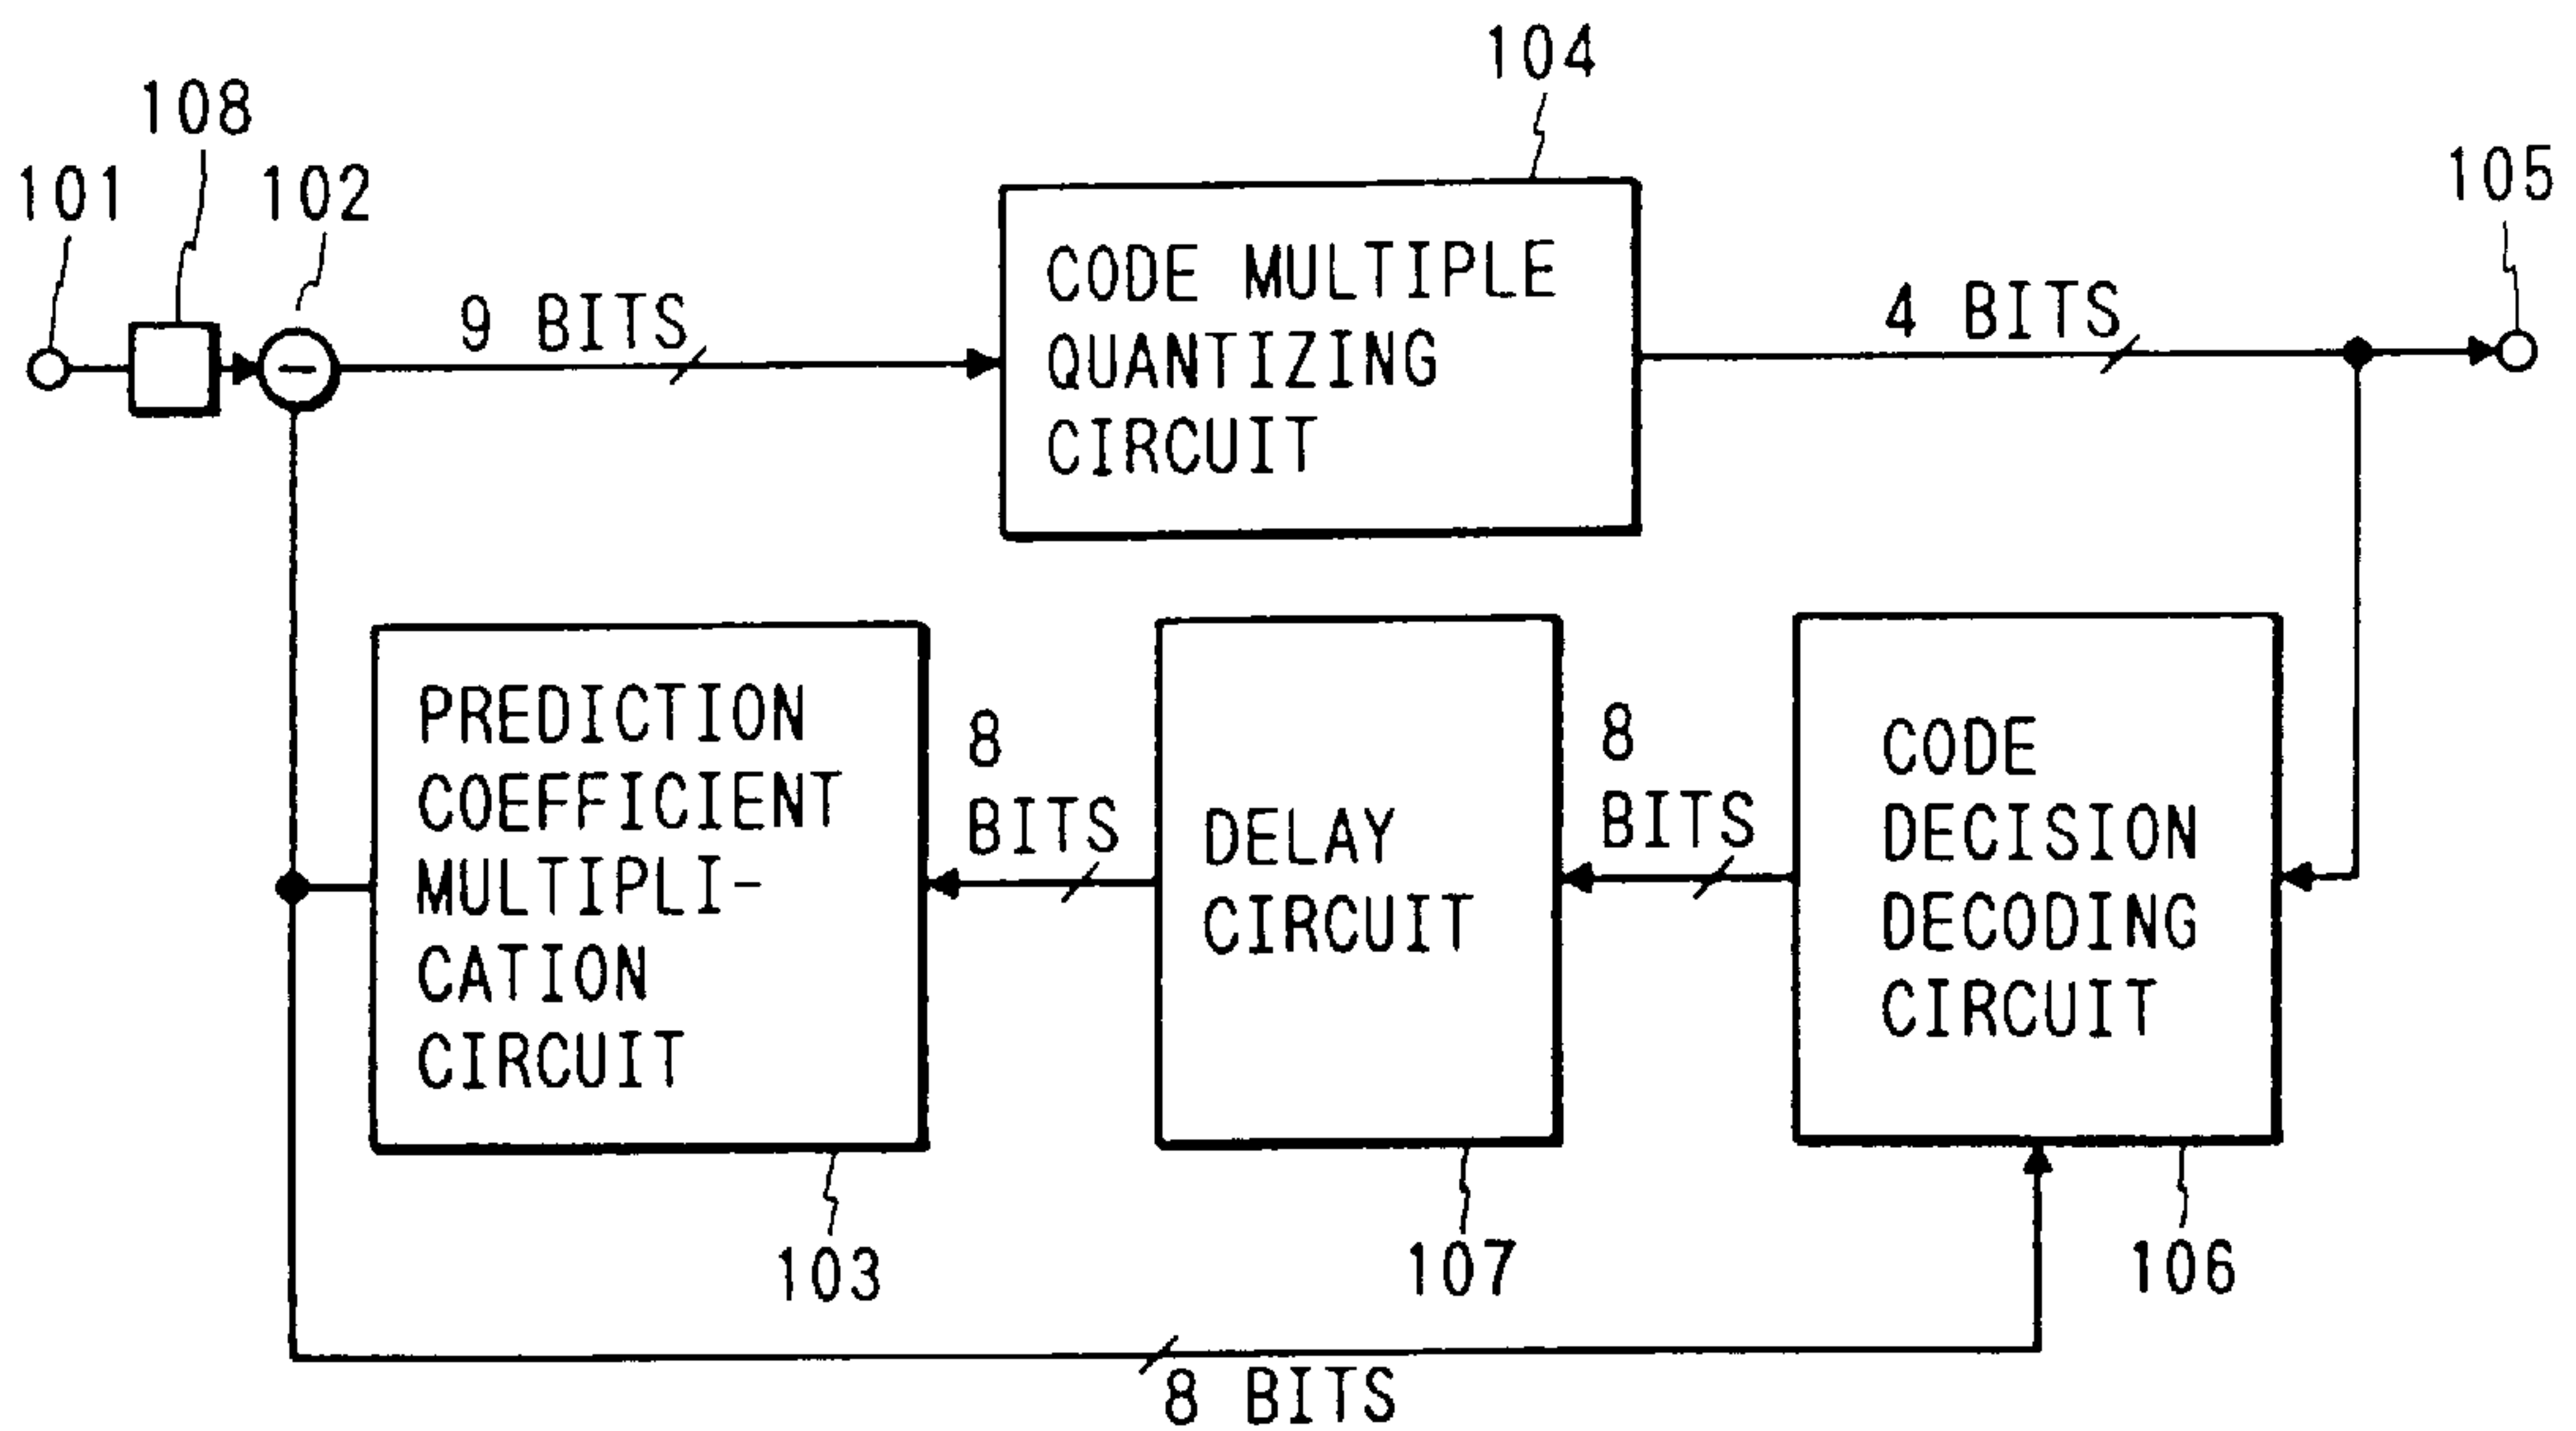 104
108
101
102
105
9 BITS
CODE MULTIPLE
QUANTIZING
CIRCUIT
4 BITS
PREDICTION
COEFFICIENT
MULTIPLI-
CATION
CIRCUIT
8
BITS
DELAY
CIRCUIT
8
BITS
CODE
DECISION
DECODING
CIRCUIT
103
107
106
8 BITS